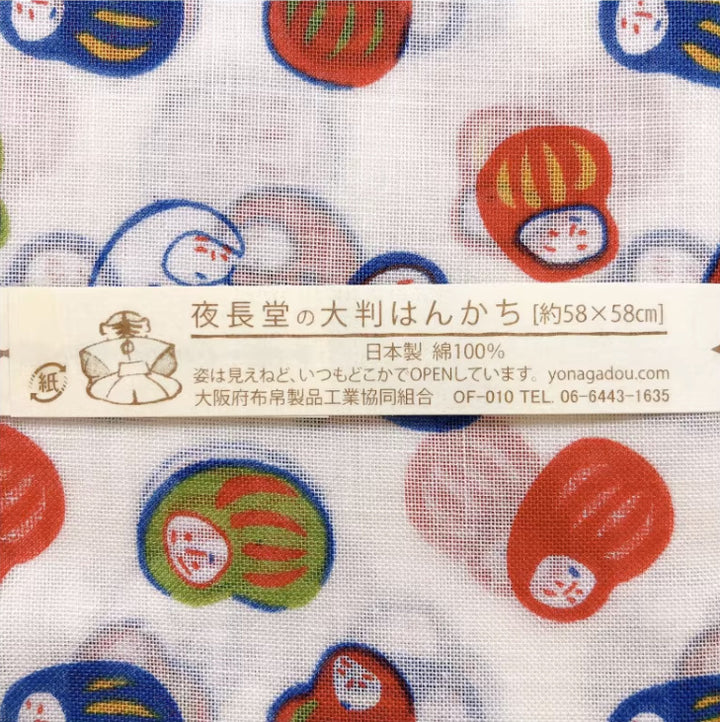 夜長堂の大判はんかち [約58×58cm]
日本製 綿100%
姿は見えねど、いつもどこかでOPENしています。 yonagadou.com
紙
大阪府布帛製品工業協同組合 OF-010 TEL. 06-6443-1635